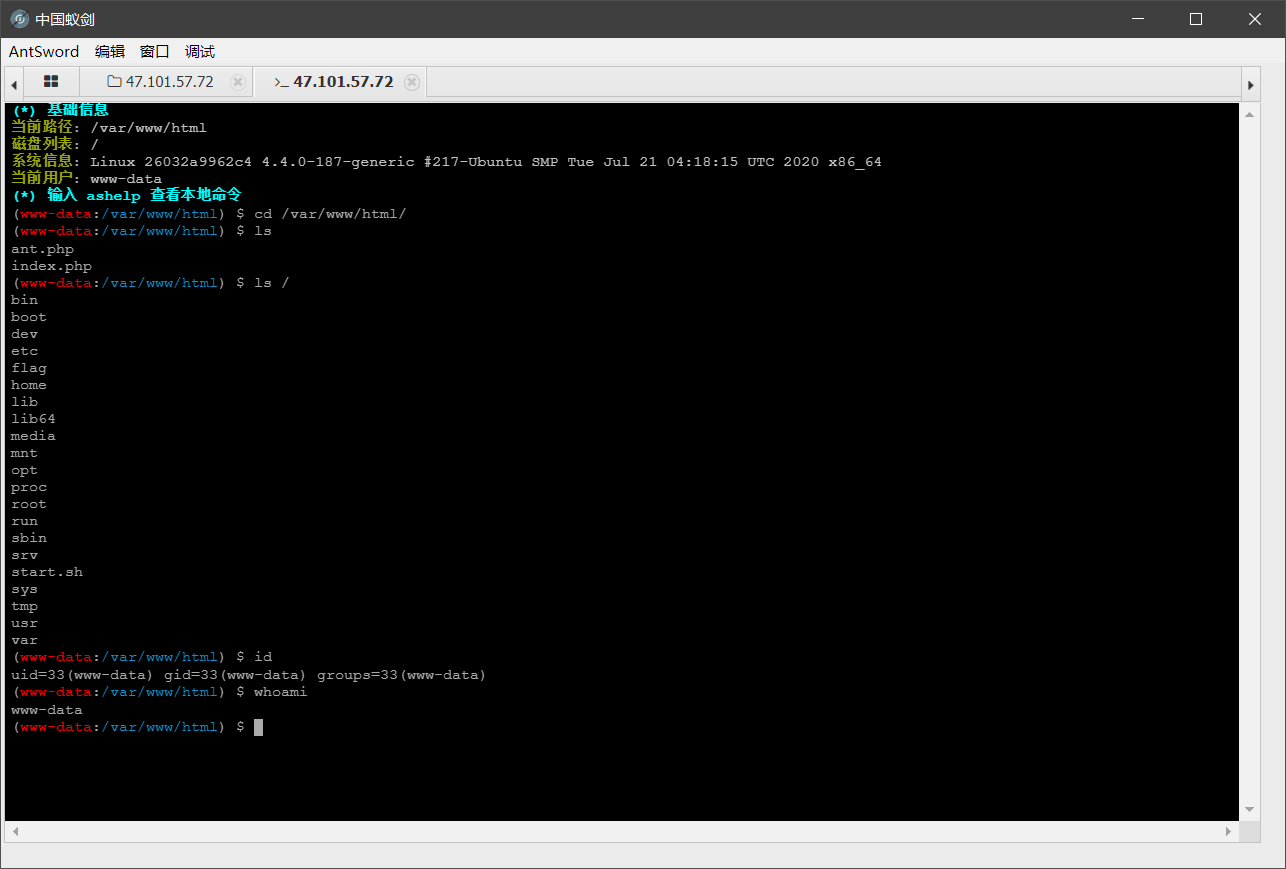 中国蚁剑
AntSword 编辑 窗口 调试
47.101.57.72 >_ 47.101.57.72
(*) 基础信息
当前路径: /var/www/html
磁盘列表: /
系统信息: Linux 26032a9962c4 4.4.0-187-generic #217-Ubuntu SMP Tue Jul 21 04:18:15 UTC 2020 x86_64
当前用户: www-data
(*) 输入 ashelp 查看本地命令
(www-data:/var/www/html) $ cd /var/www/html/
(www-data:/var/www/html) $ ls
ant.php
index.php
(www-data:/var/www/html) $ ls /
bin
boot
dev
etc
flag
home
lib
lib64
media
mnt
opt
proc
root
run
sbin
srv
start.sh
sys
tmp
usr
var
(www-data:/var/www/html) $ id
uid=33(www-data) gid=33(www-data) groups=33(www-data)
(www-data:/var/www/html) $ whoami
www-data
(www-data:/var/www/html) $